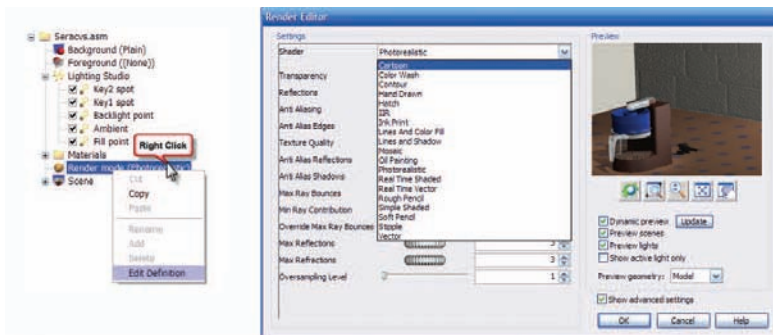 Seracvs.asm
Background (Plain)
Foreground ([None])
Lighting Studio
Key2 spot
Key1 spot
Backlight point
Ambient
Fill point
Right Click
Materials
Render mode (Photorealistic)
Scene
Cut
Copy
Paste
Rename
Add
Delete
Edit Definition
Render Editor
Settings
Shader
Photorealistic
Cartoon
Color Wash
Contour
Hand Drawn
Hatch
Ink Print
Lines And Color Fill
Lines and Shadow
Mosaic
Oil Painting
Photorealistic
Real Time Shaded
Real Time Vector
Rough Pencil
Simple Shaded
Soft Pencil
Stipple
Vector
Transparency
Reflections
Anti Aliasing
Anti Alias Edges
Texture Quality
Anti Alias Reflections
Anti Alias Shadows
Max Ray Bounces
Min Ray Contribution
Override Max Ray Bounces
Max Reflections 3
Max Refractions 3
Oversampling Level 1
Preview
Dynamic preview Update
Preview scenes
Preview lights
Show active light only
Preview geometry: Model
Show advanced settings
OK Cancel Help